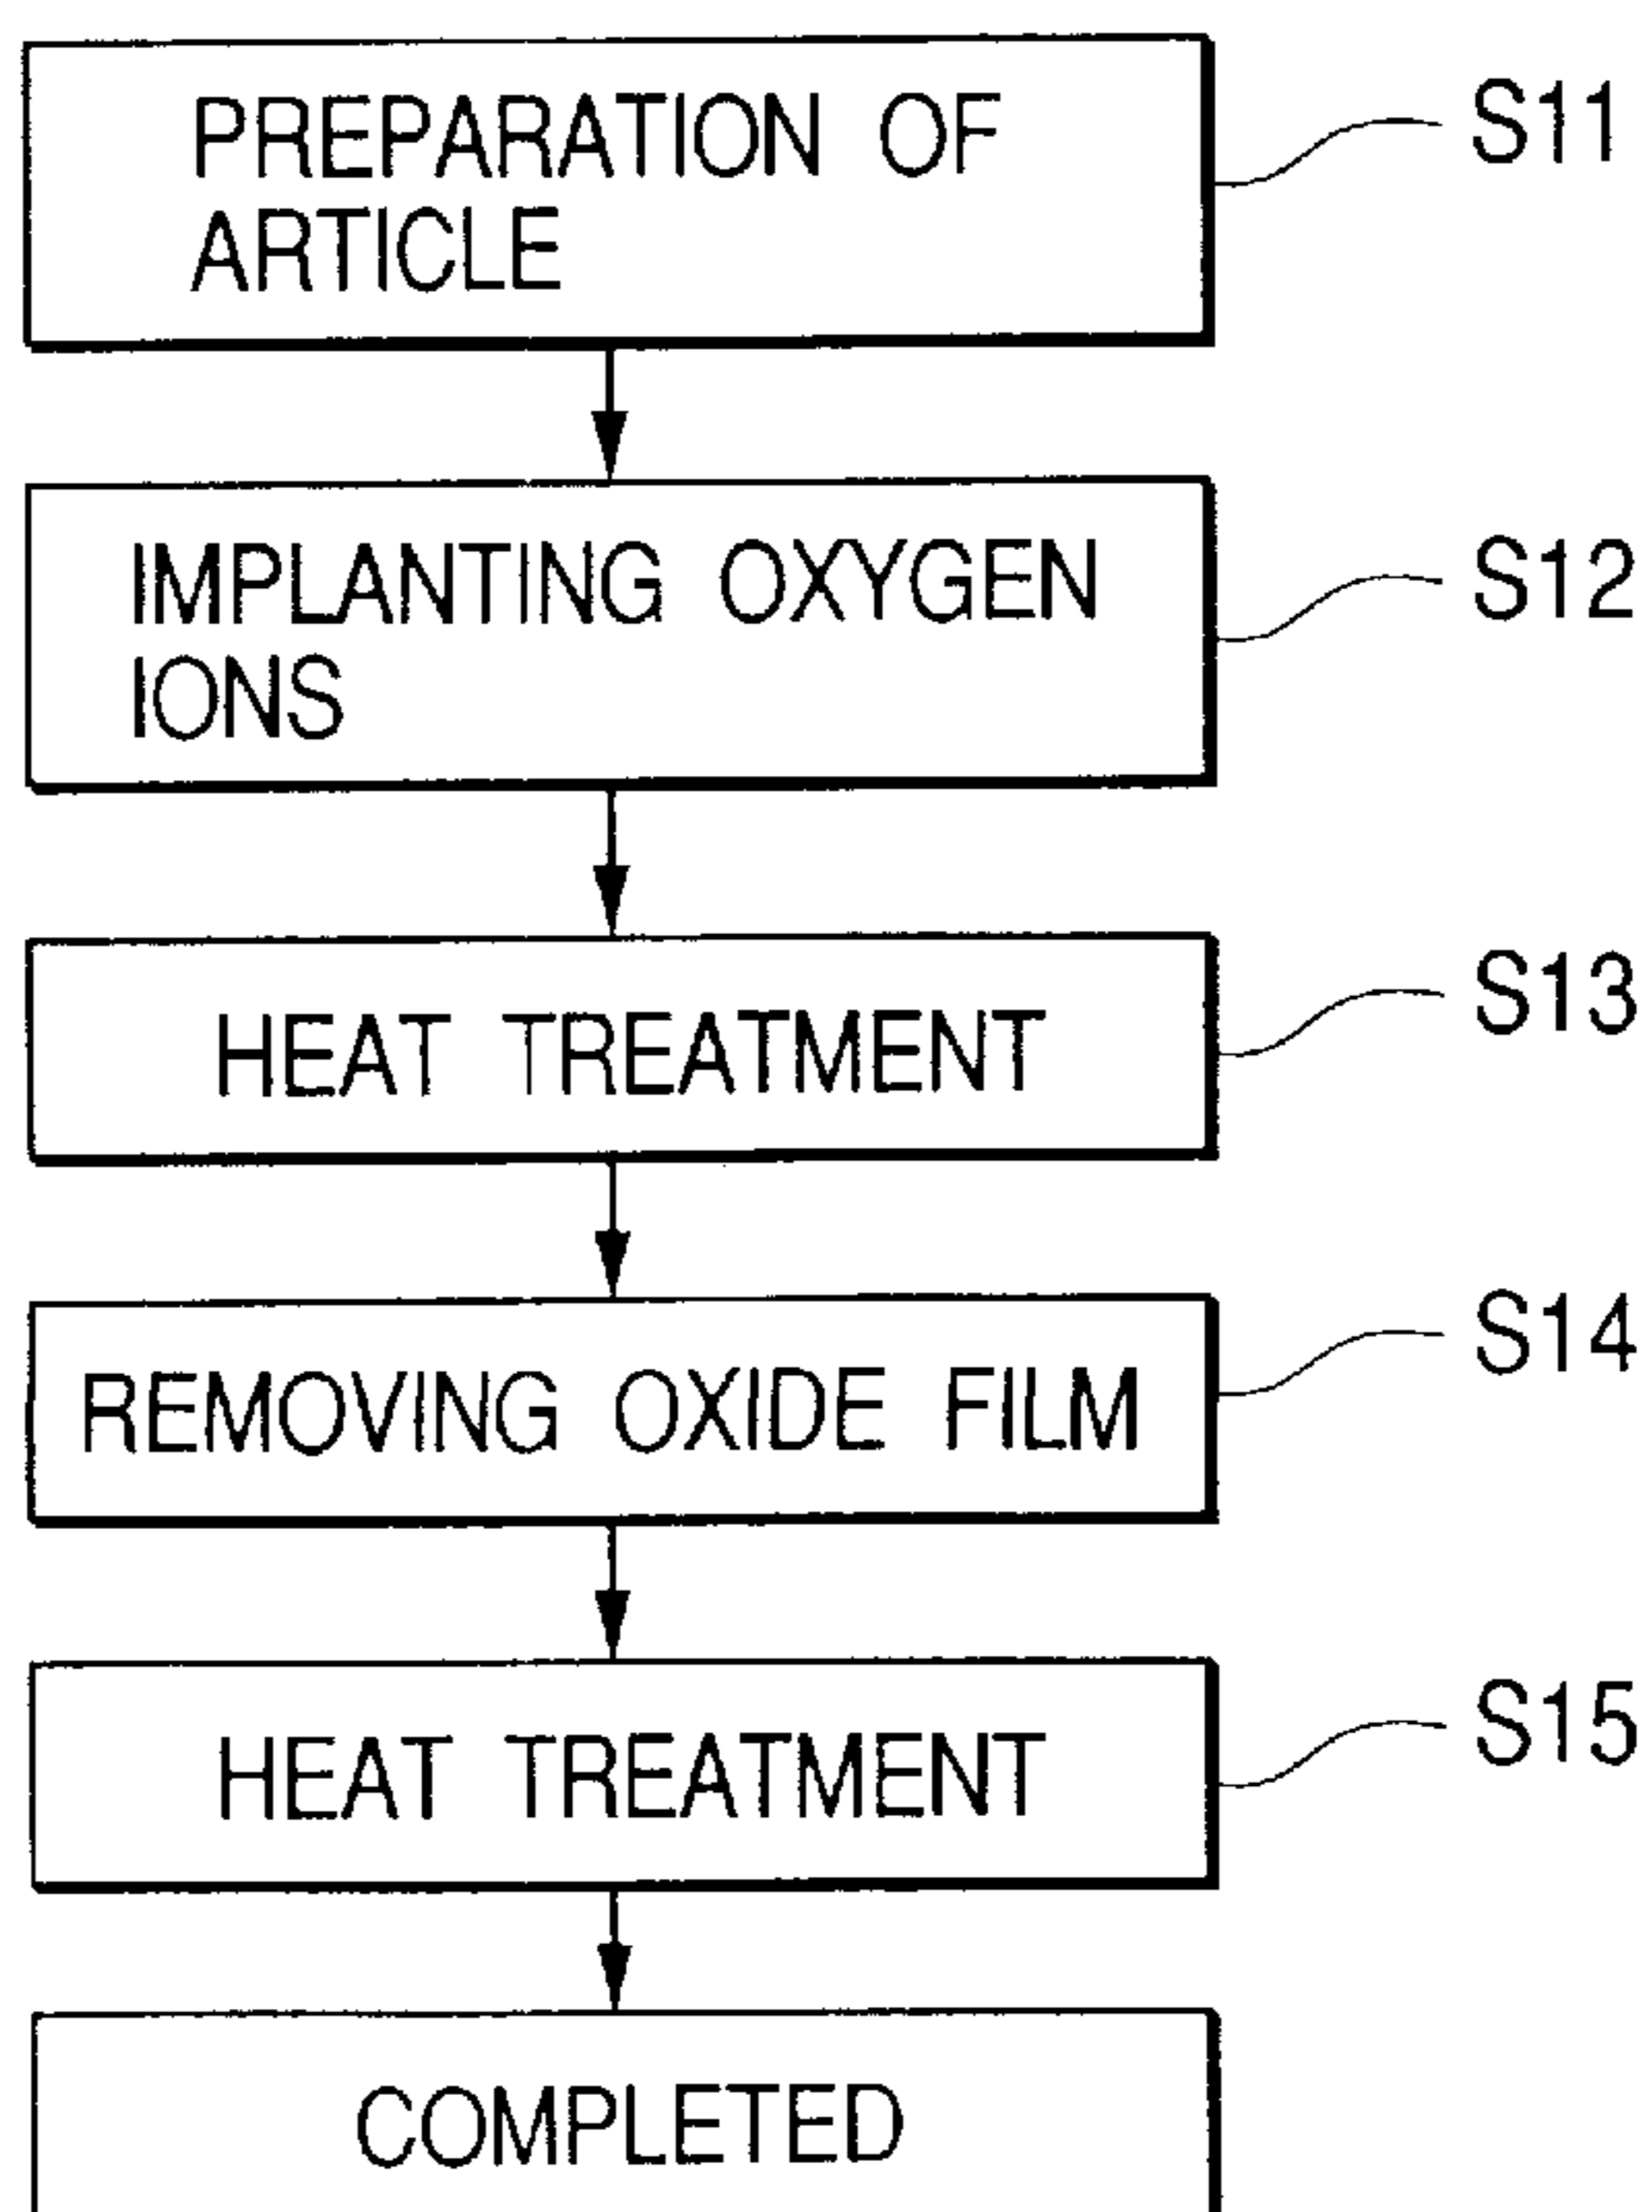 PREPARATION OF
ARTICLE
S11
IMPLANTING OXYGEN
IONS
S12
HEAT TREATMENT
S13
REMOVING OXIDE FILM
S14
HEAT TREATMENT
S15
COMPLETED